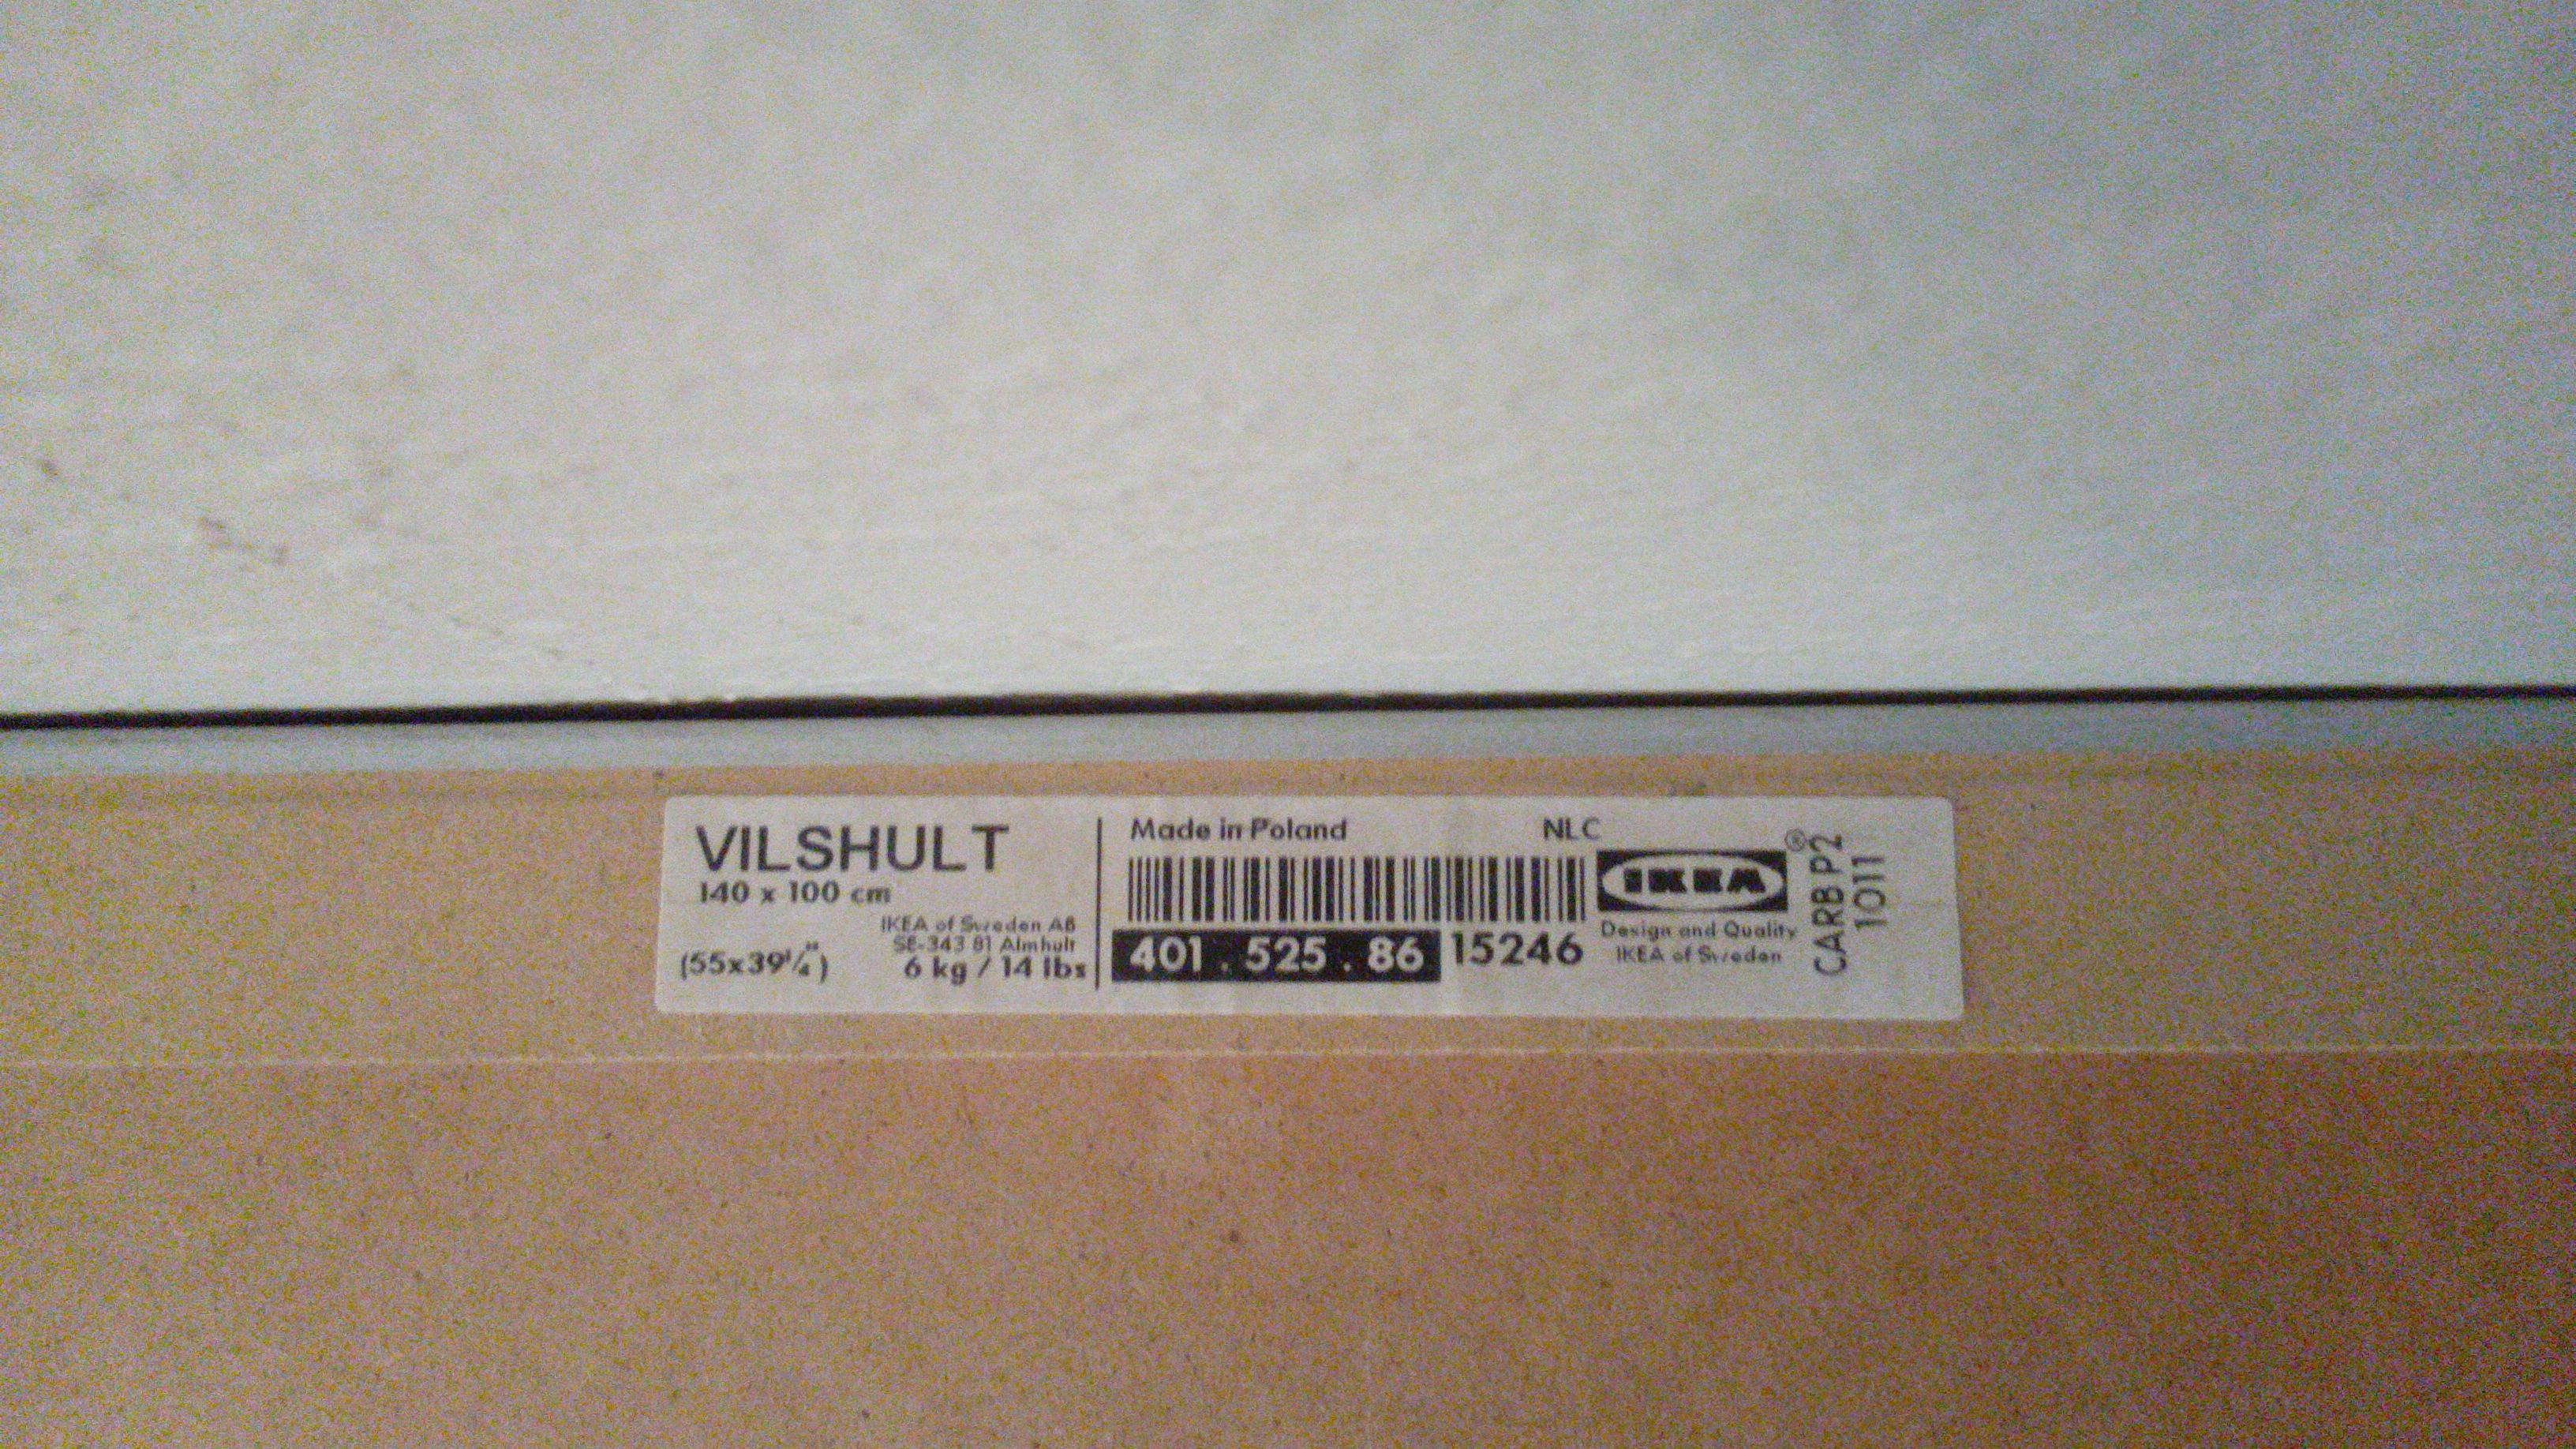 VILSHULT
140 x 100 cm
IKEA of Sweden AB
SE-343 81 Älmhult
(55x39¼")
6 kg / 14 lbs
Made in Poland
NLC
401.525.86
15246
IKEA®
Design and Quality
IKEA of Sweden
CARB P2
1011